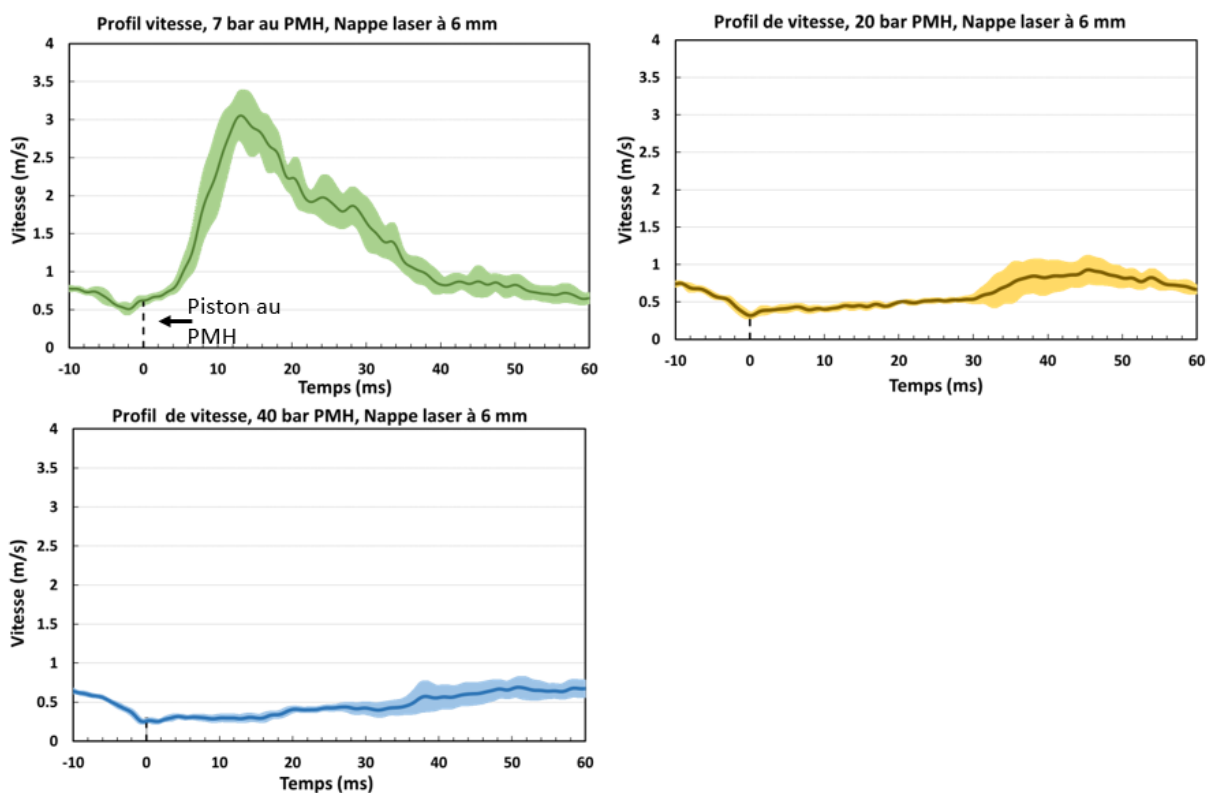 Profil vitesse, 7 bar au PMH, Nappe laser à 6 mm
4
3.5
3
2.5
2
1.5
1
0.5
0
Vitesse (m/s)
Piston au
PMH
-10 0 10 20 30 40 50 60
Temps (ms)
Profil de vitesse, 20 bar PMH, Nappe laser à 6 mm
4
3.5
3
2.5
2
1.5
1
0.5
0
Vitesse (m/s)
-10 0 10 20 30 40 50 60
Temps (ms)
Profil de vitesse, 40 bar PMH, Nappe laser à 6 mm
4
3.5
3
2.5
2
1.5
1
0.5
0
Vitesse (m/s)
-10 0 10 20 30 40 50 60
Temps (ms)